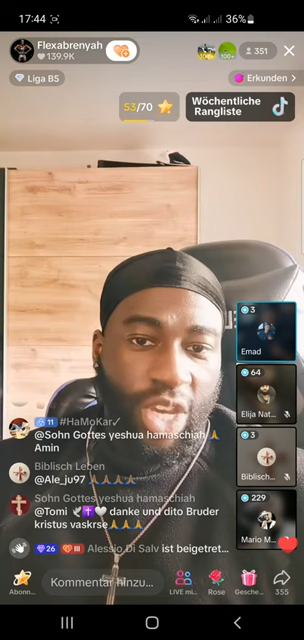 17:44
36%
Flexabrenyah
139.9K
100+
351
Liga B5
Erkunden >
53/70
Wöchentliche
Rangliste
3
Emad
64
Elija Nat...
3
Biblisch...
229
Mario M...
11 #HaMoKar✓
@Sohn Gottes yeshua hamaschiah 🙏
Amin
Biblisch Leben
@Ale_ju97 🙏🙏🙏🙏
Sohn Gottes yeshua hamaschiah
@Tomi 🕊✝️🤍 danke und dito Bruder
kristus vaskrse🙏🙏🙏
26 III Alessio Di Salv ist beigetret...
Abonn...
Kommentar hinzu...
LIVE mi...
Rose
Gesche...
355